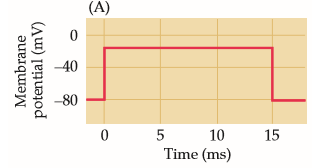 (A)
Membrane
potential (mV)
0
–40
–80
0 5 10 15
Time (ms)